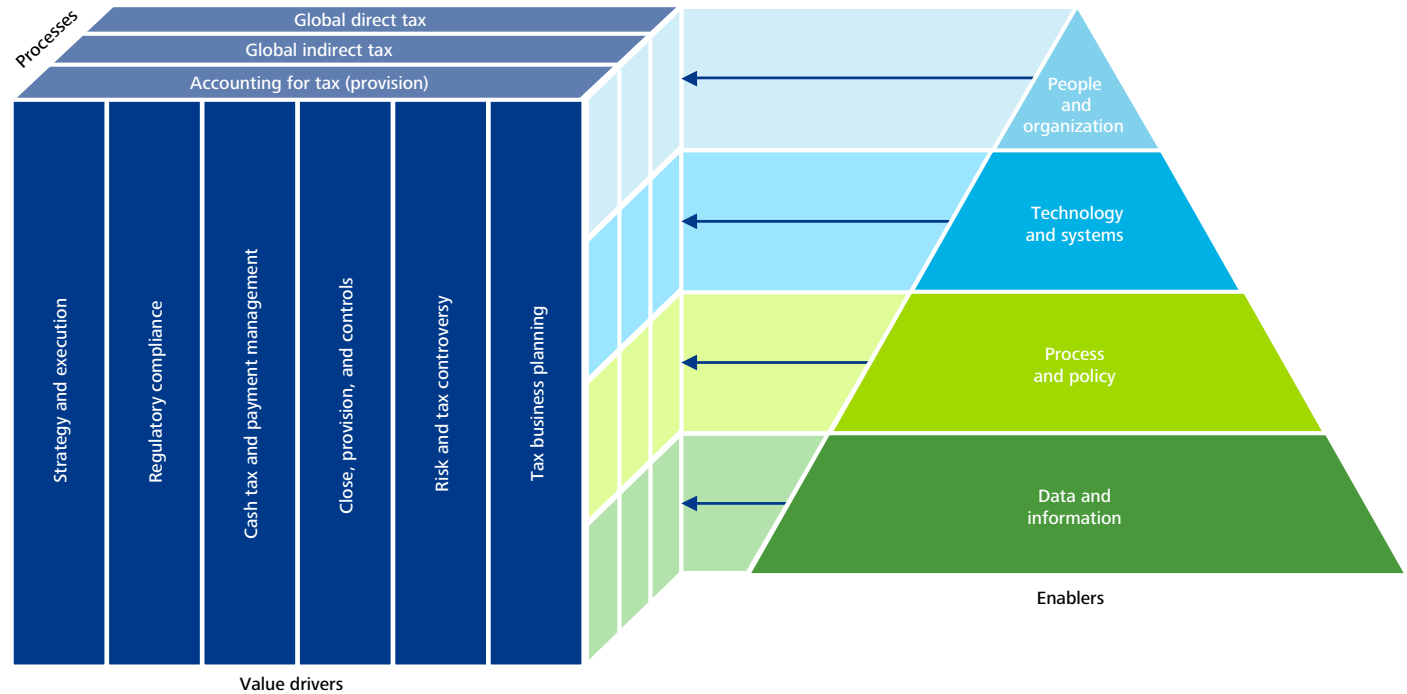 Processes
Global direct tax
Global indirect tax
Accounting for tax (provision)
Strategy and execution
Regulatory compliance
Cash tax and payment management
Close, provision, and controls
Risk and tax controversy
Tax business planning
Value drivers
People
and
organization
Technology
and systems
Process
and policy
Data and
information
Enablers